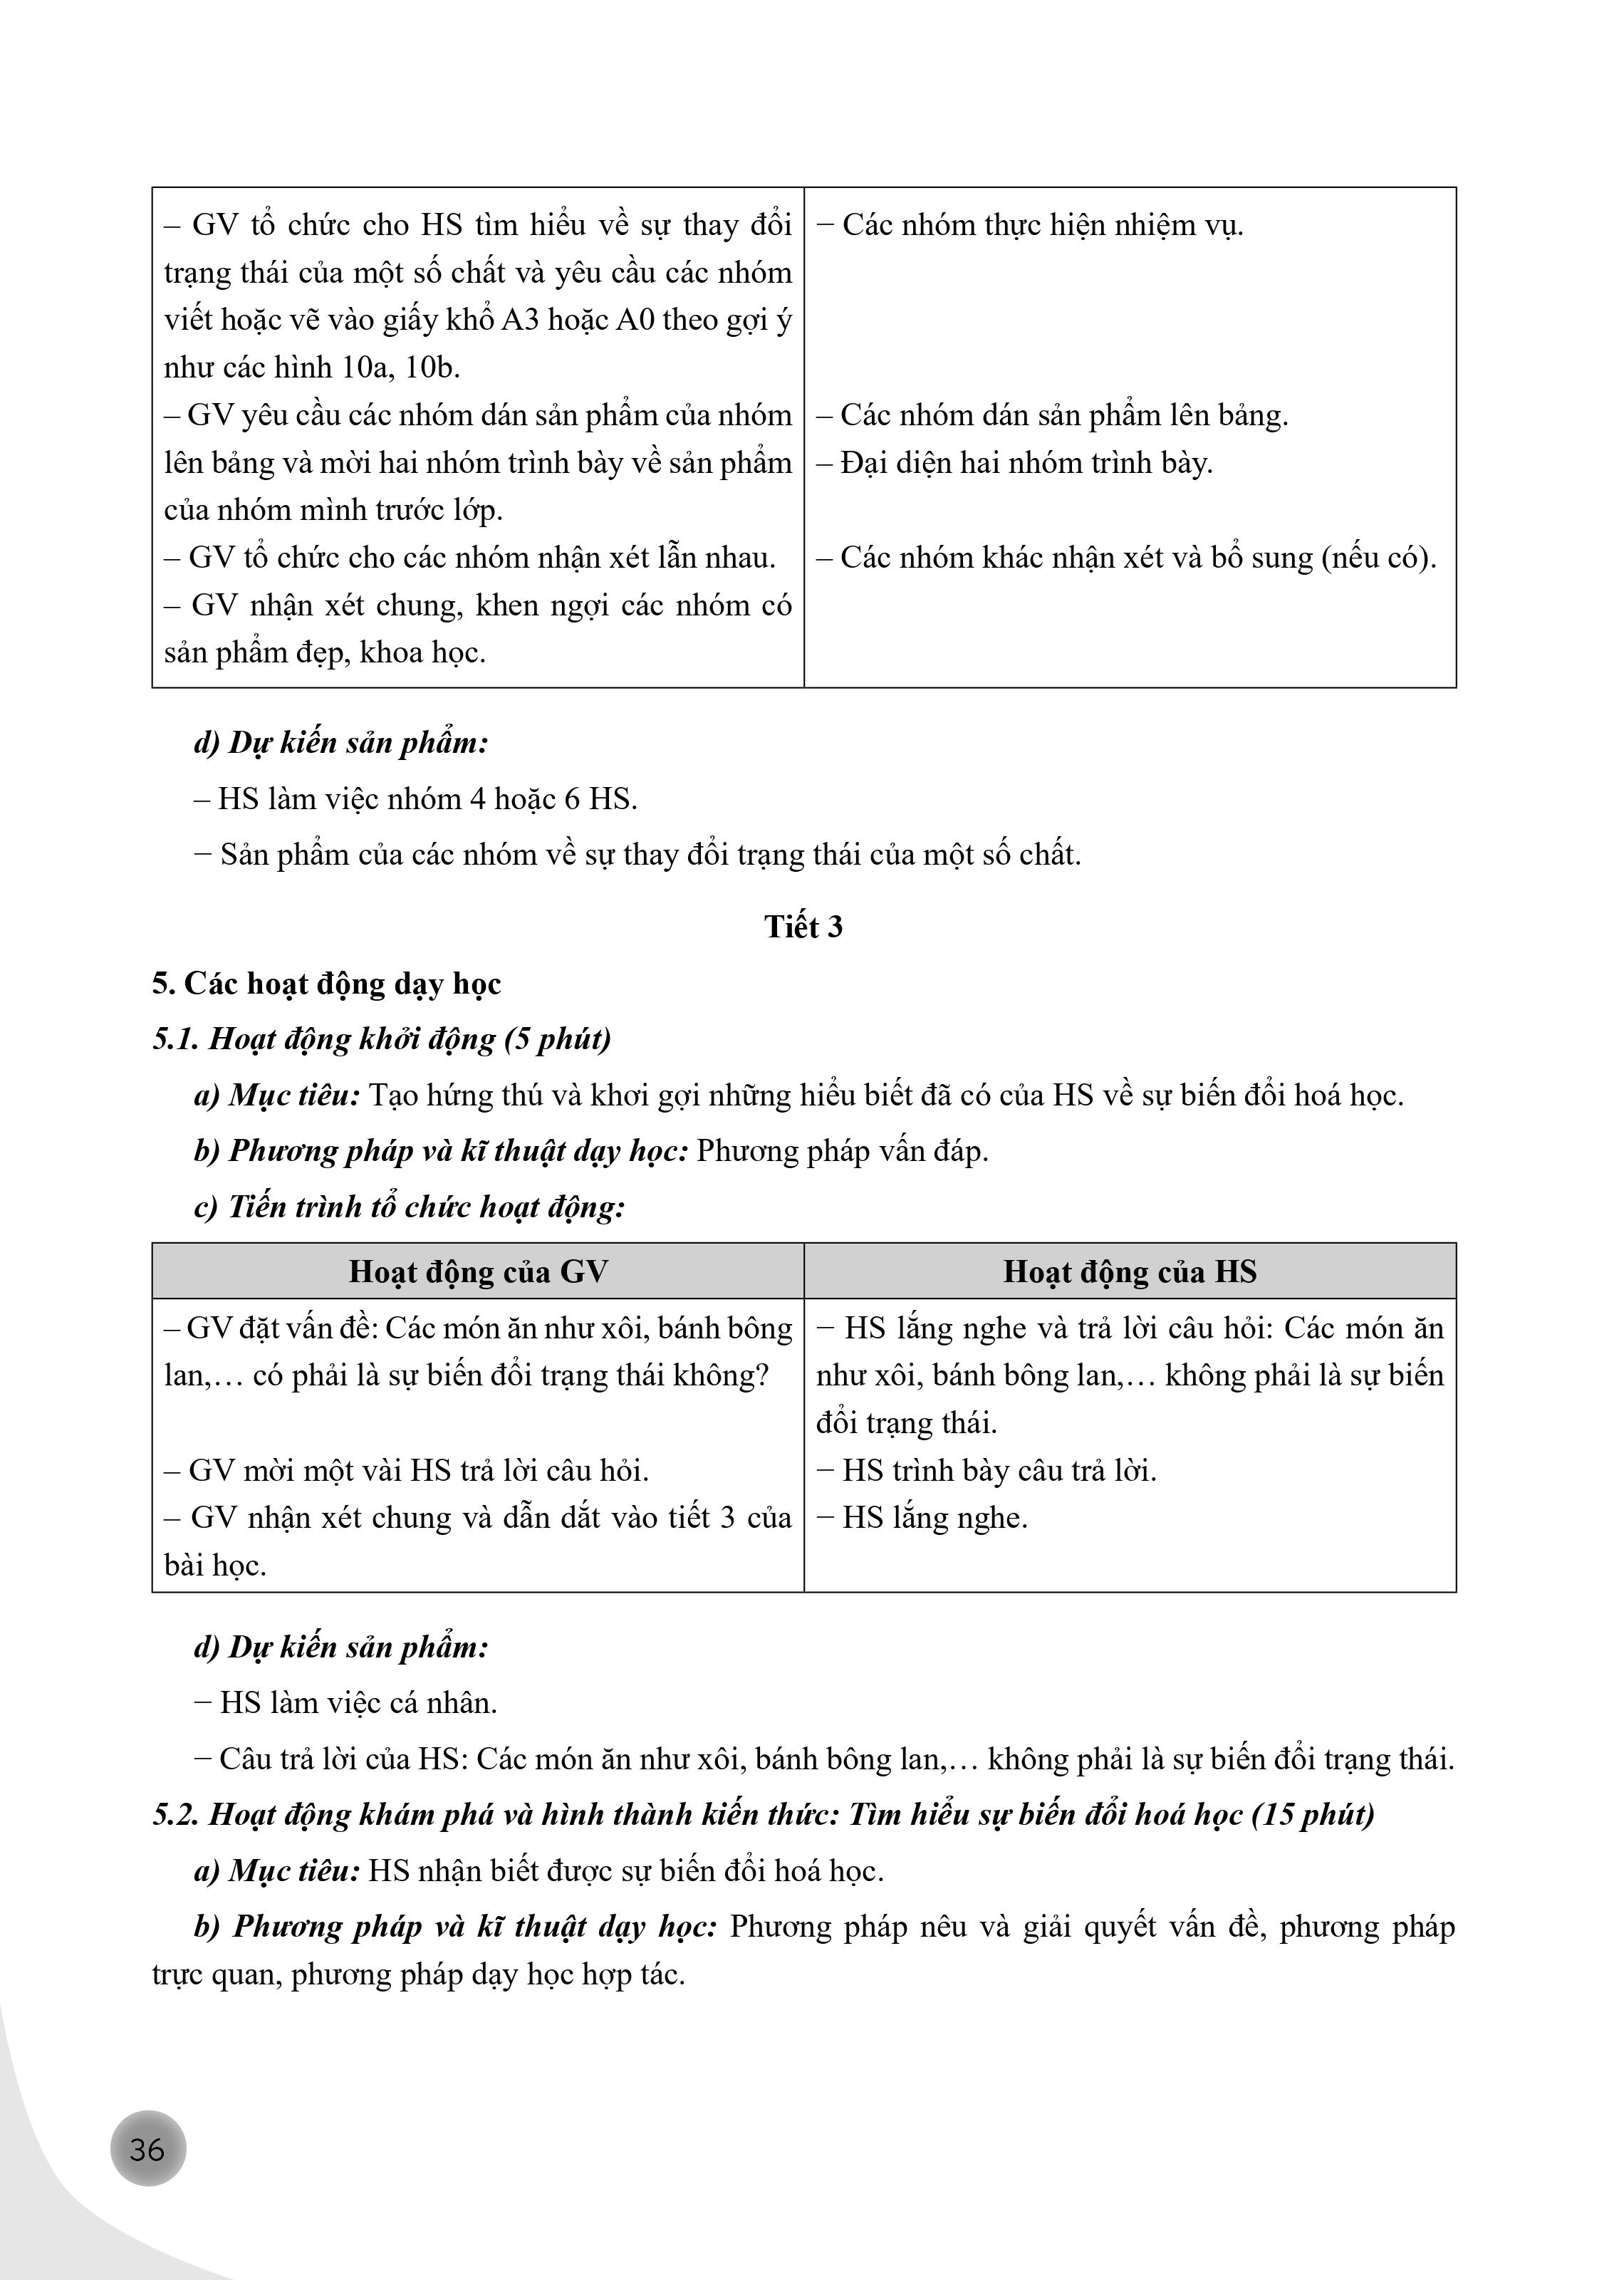 – GV tổ chức cho HS tìm hiểu về sự thay đổi
trạng thái của một số chất và yêu cầu các nhóm
viết hoặc vẽ vào giấy khổ A3 hoặc A0 theo gợi ý
như các hình 10a, 10b.
– GV yêu cầu các nhóm dán sản phẩm của nhóm
lên bảng và mời hai nhóm trình bày về sản phẩm
của nhóm mình trước lớp.
– GV tổ chức cho các nhóm nhận xét lẫn nhau.
– GV nhận xét chung, khen ngợi các nhóm có
sản phẩm đẹp, khoa học.
− Các nhóm thực hiện nhiệm vụ.
– Các nhóm dán sản phẩm lên bảng.
– Đại diện hai nhóm trình bày.
– Các nhóm khác nhận xét và bổ sung (nếu có).
d) Dự kiến sản phẩm:
– HS làm việc nhóm 4 hoặc 6 HS.
− Sản phẩm của các nhóm về sự thay đổi trạng thái của một số chất.
Tiết 3
5. Các hoạt động dạy học
5.1. Hoạt động khởi động (5 phút)
a) Mục tiêu: Tạo hứng thú và khơi gợi những hiểu biết đã có của HS về sự biến đổi hoá học.
b) Phương pháp và kĩ thuật dạy học: Phương pháp vấn đáp.
c) Tiến trình tổ chức hoạt động:
Hoạt động của GV
Hoạt động của HS
– GV đặt vấn đề: Các món ăn như xôi, bánh bông
lan,… có phải là sự biến đổi trạng thái không?
– GV mời một vài HS trả lời câu hỏi.
– GV nhận xét chung và dẫn dắt vào tiết 3 của
bài học.
− HS lắng nghe và trả lời câu hỏi: Các món ăn
như xôi, bánh bông lan,… không phải là sự biến
đổi trạng thái.
− HS trình bày câu trả lời.
− HS lắng nghe.
d) Dự kiến sản phẩm:
− HS làm việc cá nhân.
− Câu trả lời của HS: Các món ăn như xôi, bánh bông lan,… không phải là sự biến đổi trạng thái.
5.2. Hoạt động khám phá và hình thành kiến thức: Tìm hiểu sự biến đổi hoá học (15 phút)
a) Mục tiêu: HS nhận biết được sự biến đổi hoá học.
b) Phương pháp và kĩ thuật dạy học: Phương pháp nêu và giải quyết vấn đề, phương pháp
trực quan, phương pháp dạy học hợp tác.
36